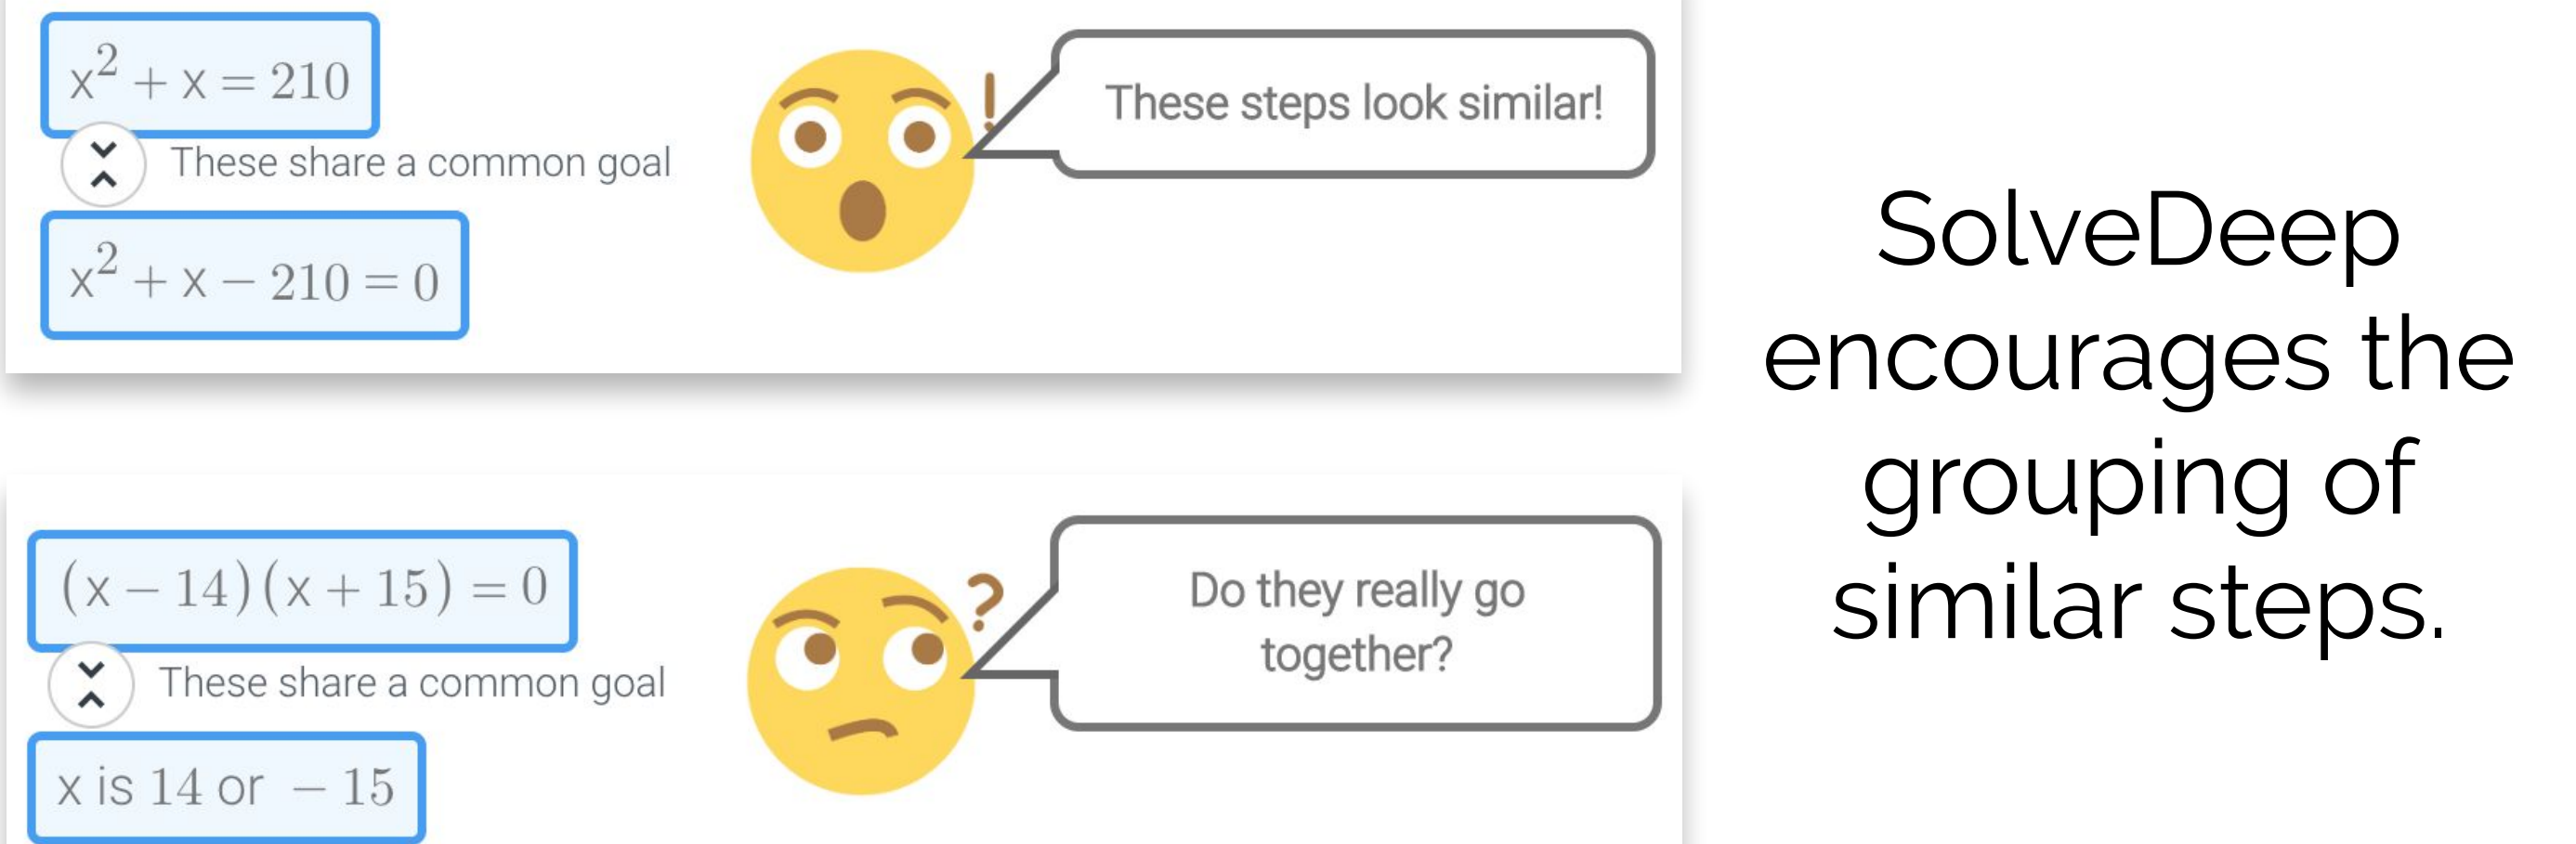 x² + x = 210
These share a common goal
x² + x − 210 = 0
!
These steps look similar!
(x − 14)(x + 15) = 0
These share a common goal
x is 14 or − 15
?
Do they really go
together?
SolveDeep
encourages the
grouping of
similar steps.